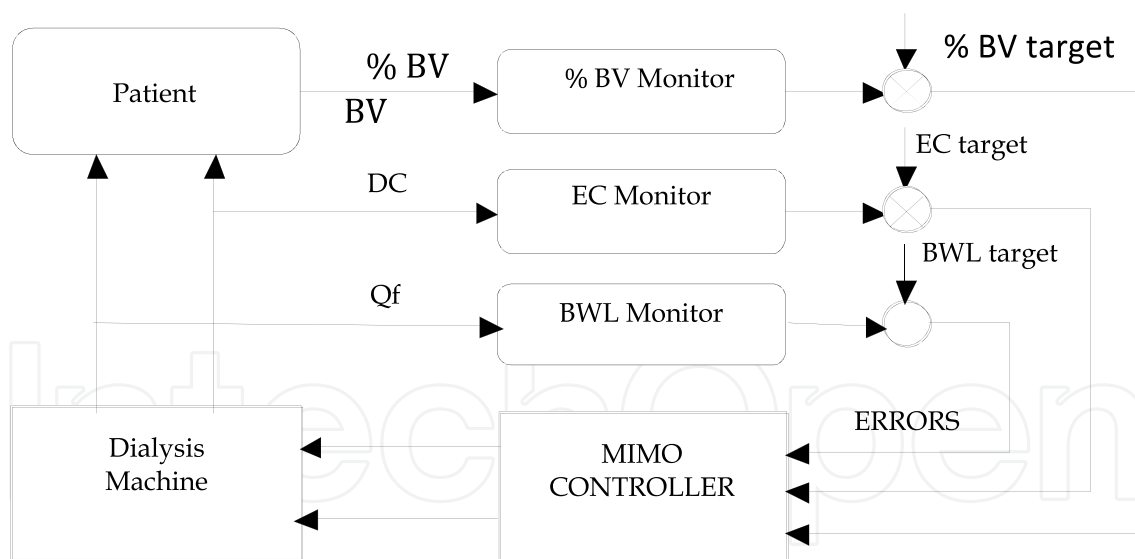 % BV target
% BV
Patient
% BV Monitor
BV
EC target
DC
EC Monitor
BWL target
Qf
BWL Monitor
IntechOpen
ERRORS
Dialysis
Machine
MIMO
CONTROLLER